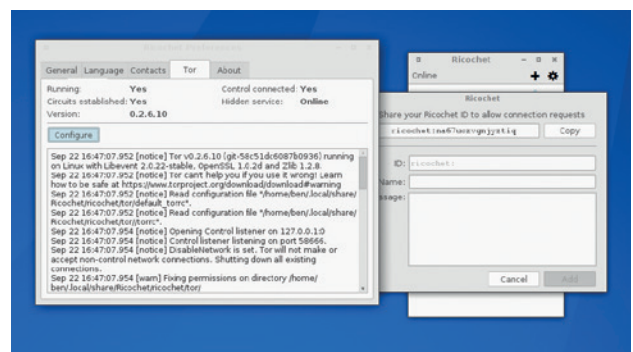 Ricochet Preferences
General Language Contacts Tor About
Running: Yes Control connected: Yes
Circuits established: Yes Hidden service: Online
Version: 0.2.6.10
Configure
Sep 22 16:47:07.952 [notice] Tor v0.2.6.10 (git-58c51dc6087b0936) running
on Linux with Libevent 2.0.22-stable, OpenSSL 1.0.2d and Zlib 1.2.8.
Sep 22 16:47:07.952 [notice] Tor can't help you if you use it wrong! Learn
how to be safe at https://www.torproject.org/download/download#warning
Sep 22 16:47:07.952 [notice] Read configuration file "/home/ben/.local/share/
Ricochet/ricochet/tor/default_torrc".
Sep 22 16:47:07.952 [notice] Read configuration file "/home/ben/.local/share/
Ricochet/ricochet/tor//torrc".
Sep 22 16:47:07.954 [notice] Opening Control listener on 127.0.0.1:0
Sep 22 16:47:07.954 [notice] Control listener listening on port 58666.
Sep 22 16:47:07.954 [notice] DisableNetwork is set. Tor will not make or
accept non-control network connections. Shutting down all existing
connections.
Sep 22 16:47:07.954 [warn] Fixing permissions on directory /home/
ben/.local/share/Ricochet/ricochet/tor/
Ricochet
Online
Ricochet
Share your Ricochet ID to allow connection requests
Copy
ID: ricochet:
Name:
ssage:
Cancel Add